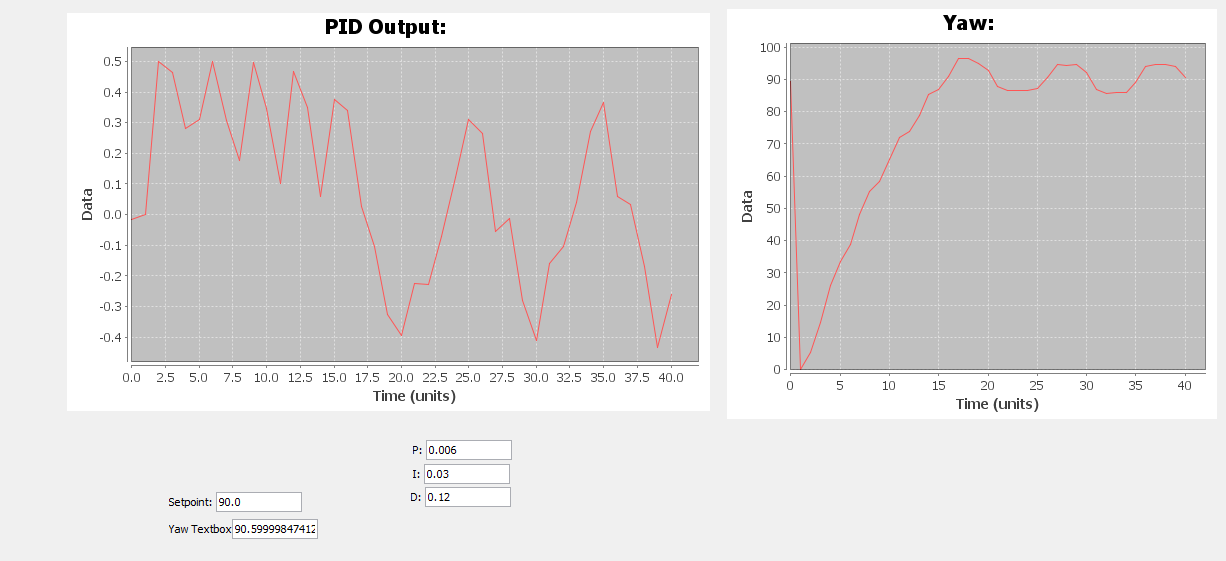 PID Output:
0.5
0.4
0.3
0.2
0.1
0.0
-0.1
-0.2
-0.3
-0.4
Data
0.0 2.5 5.0 7.5 10.0 12.5 15.0 17.5 20.0 22.5 25.0 27.5 30.0 32.5 35.0 37.5 40.0
Time (units)
Yaw:
100
90
80
70
60
50
40
30
20
10
0
Data
0 5 10 15 20 25 30 35 40
Time (units)
P: 0.006
I: 0.03
D: 0.12
Setpoint: 90.0
Yaw Textbox 90.59999847412